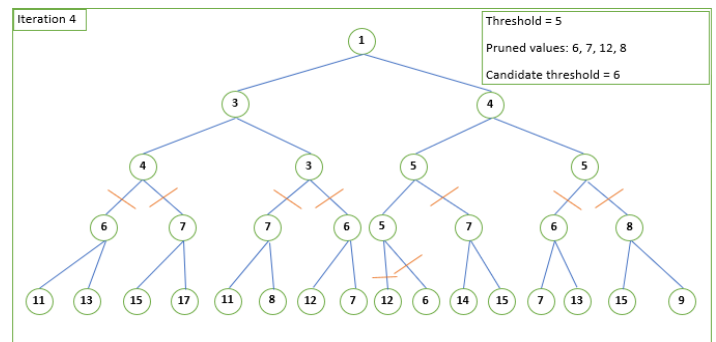 Iteration 4
Threshold = 5
Pruned values: 6, 7, 12, 8
Candidate threshold = 6
1
3 4
4 3 5 5
6 7 7 6 5 7 6 8
11 13 15 17 11 8 12 7 12 6 14 15 7 13 15 9